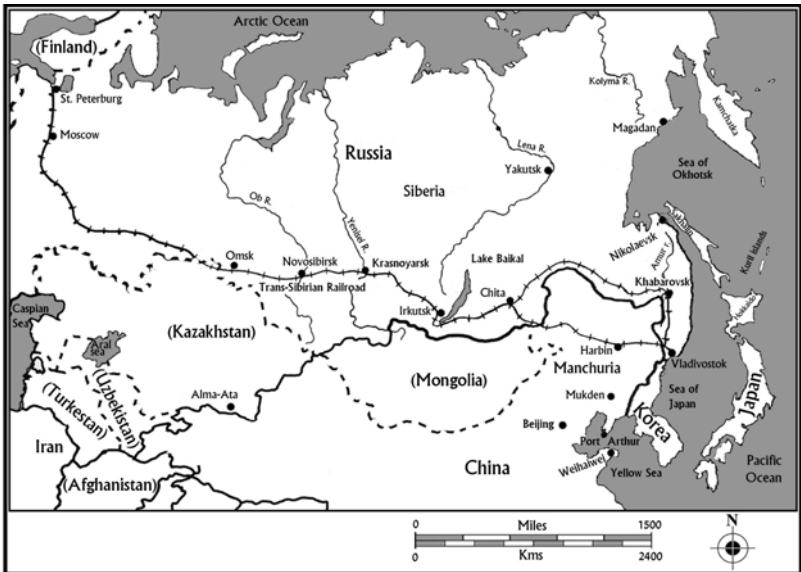 Arctic Ocean
(Finland)
St. Peterburg
Moscow
Kolyma R.
Kamchatka
Magadan
Lena R.
Russia
Yakutsk
Sea of
Okhotsk
Siberia
Ob R.
Yenisei R.
Sakhalin
Nikolaevsk
Amur r.
Kuril Islands
Omsk
Novosibirsk
Krasnoyarsk
Lake Baikal
Trans-Sibirian Railroad
Chita
Khabarovsk
Irkutsk
Hokkaido
Caspian
Sea
(Kazakhstan)
Aral
sea
Harbin
Vladivostok
(Mongolia)
Manchuria
(Uzbekistan)
(Turkestan)
Alma-Ata
Mukden
Sea of
Japan
Japan
Beijing
Korea
Port Arthur
Iran
Weihaiwei
China
Yellow Sea
Pacific
Ocean
(Afghanistan)
0 Miles 1500
0 Kms 2400
N